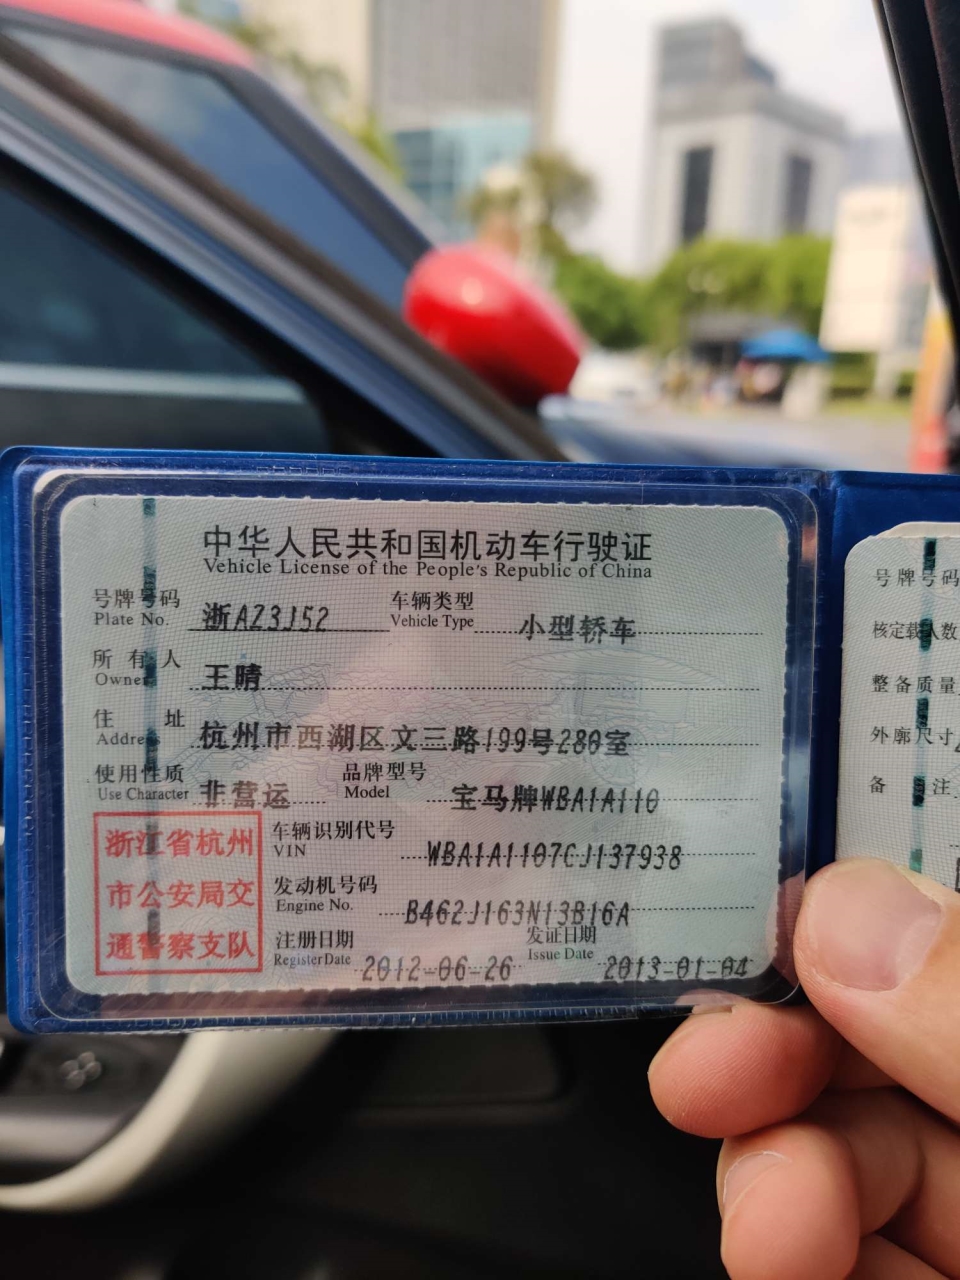 中华人民共和国机动车行驶证
Vehicle License of the People's Republic of China
号牌号码 浙AZ3J52 车辆类型 小型轿车
Plate No. Vehicle Type
所有人 王晴
Owner
住址 杭州市西湖区文三路199号280室
Address
使用性质 非营运 品牌型号 宝马牌WBA1A110
Use Character Model
浙江省杭州
市公安局交
通警察支队
车辆识别代号 WBA1A1107CJ137938
VIN
发动机号码 B462J163N13B16A
Engine No.
注册日期 2012-06-26 发证日期 2013-01-04
Register Date Issue Date
号牌号码
核定载人数
整备质量
外廓尺寸
备注